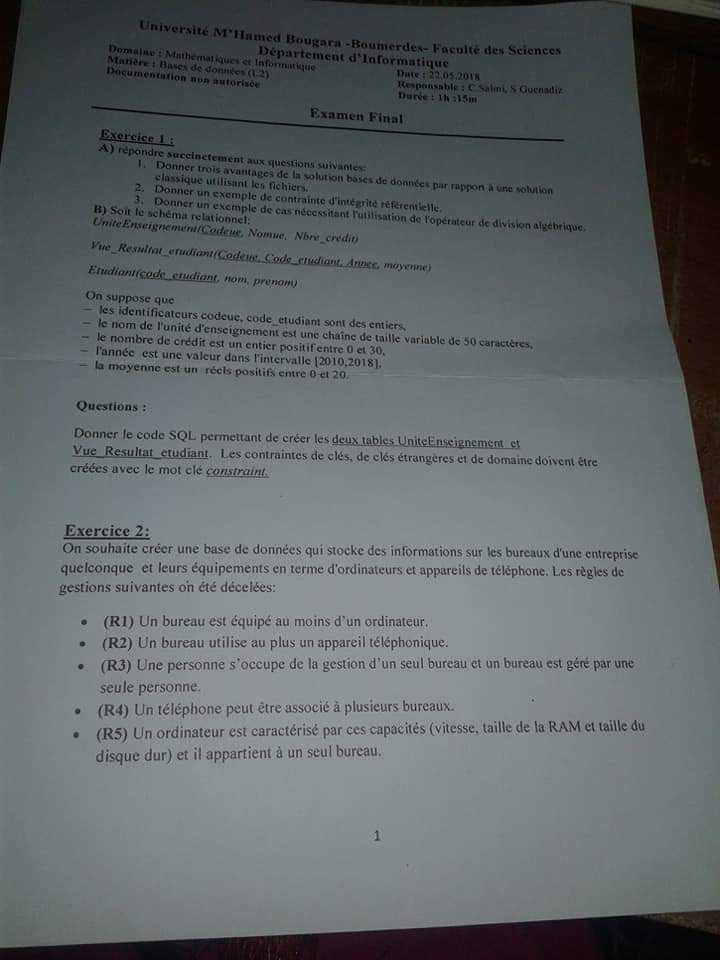 Université M'Hamed Bougara -Boumerdes- Faculté des Sciences
Département d'Informatique
Domaine : Mathématiques et Informatique
Matière : Bases de données (L2)
Documentation non autorisée
Date : 22.05.2018
Responsable : C.Salmi, S Guenadiz
Durée : 1h :15m
Examen Final
Exercice 1 :
A) répondre succinctement aux questions suivantes:
1. Donner trois avantages de la solution bases de données par rapport à une solution
classique utilisant les fichiers.
2. Donner un exemple de contrainte d'intégrité référentielle.
3. Donner un exemple de cas nécessitant l'utilisation de l'opérateur de division algébrique.
B) Soit le schéma relationnel:
UniteEnseignement(Codeue, Nomue, Nbre_credit)
Vue_Resultat_etudiant(Codeue, Code_etudiant, Annee, moyenne)
Etudiant(code_etudiant, nom, prenom)
On suppose que
– les identificateurs codeue, code_etudiant sont des entiers,
– le nom de l'unité d'enseignement est une chaîne de taille variable de 50 caractères,
– le nombre de crédit est un entier positif entre 0 et 30,
– l'année est une valeur dans l'intervalle [2010,2018],
– la moyenne est un réels positifs entre 0 et 20.
Questions :
Donner le code SQL permettant de créer les deux tables UniteEnseignement et
Vue_Resultat_etudiant. Les contraintes de clés, de clés étrangères et de domaine doivent être
créées avec le mot clé constraint.
Exercice 2:
On souhaite créer une base de données qui stocke des informations sur les bureaux d'une entreprise
quelconque et leurs équipements en terme d'ordinateurs et appareils de téléphone. Les règles de
gestions suivantes on été décelées:
• (R1) Un bureau est équipé au moins d'un ordinateur.
• (R2) Un bureau utilise au plus un appareil téléphonique.
• (R3) Une personne s'occupe de la gestion d'un seul bureau et un bureau est géré par une
seule personne.
• (R4) Un téléphone peut être associé à plusieurs bureaux.
• (R5) Un ordinateur est caractérisé par ces capacités (vitesse, taille de la RAM et taille du
disque dur) et il appartient à un seul bureau.
1